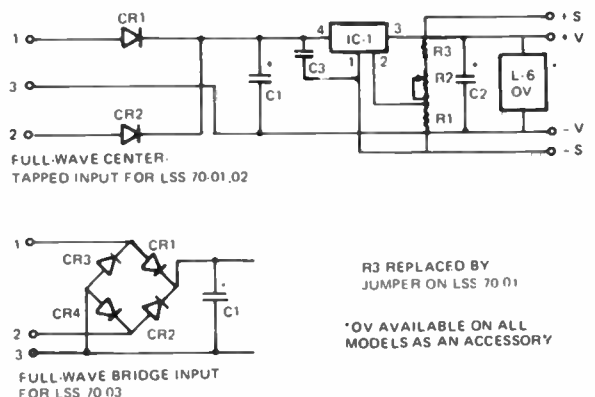 CR1
1
4
IC-1
3
+ S
+ V
1
2
R3
C3
R2
L-6
OV
*
3
*
C1
*
C2
R1
CR2
2
- V
- S
FULL-WAVE CENTER-
TAPPED INPUT FOR LSS 70-01,02
1
CR3
CR1
*
C1
CR4
CR2
2
3
FULL-WAVE BRIDGE INPUT
FOR LSS 70 03
R3 REPLACED BY
JUMPER ON LSS 70 01
*OV AVAILABLE ON ALL
MODELS AS AN ACCESSORY